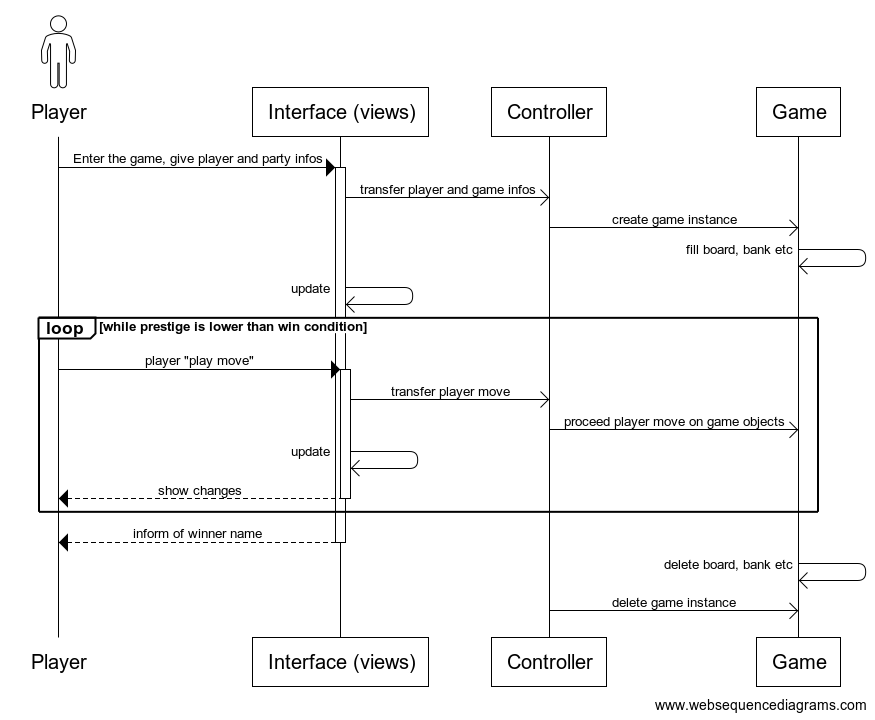 Player
Interface (views)
Controller
Game
Enter the game, give player and party infos
transfer player and game infos
create game instance
fill board, bank etc
update
loop [while prestige is lower than win condition]
player "play move"
transfer player move
proceed player move on game objects
update
show changes
inform of winner name
delete board, bank etc
delete game instance
Player
Interface (views)
Controller
Game
www.websequencediagrams.com